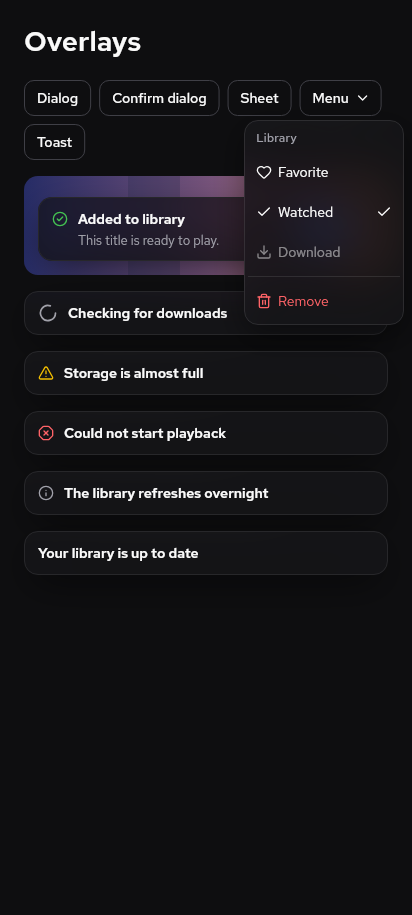 Overlays
Dialog
Confirm dialog
Sheet
Menu
Toast
Library
Favorite
Watched
Download
Remove
Added to library
This title is ready to play.
Checking for downloads
Storage is almost full
Could not start playback
The library refreshes overnight
Your library is up to date